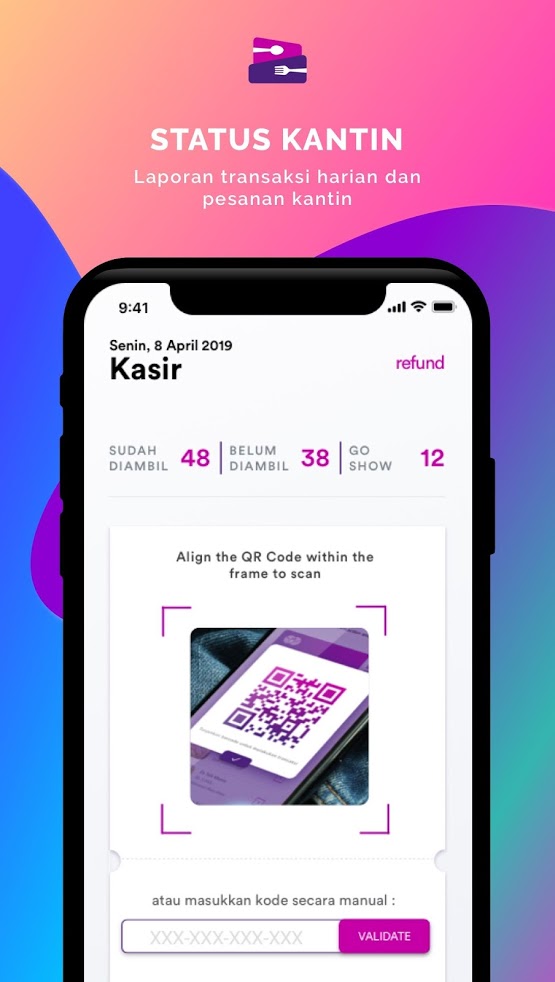 STATUS KANTIN
Laporan transaksi harian dan
pesanan kantin
9:41
Senin, 8 April 2019
Kasir
refund
SUDAH
DIAMBIL
48
BELUM
DIAMBIL
38
GO
SHOW
12
Align the QR Code within the
frame to scan
atau masukkan kode secara manual :
XXX-XXX-XXX-XXX
VALIDATE